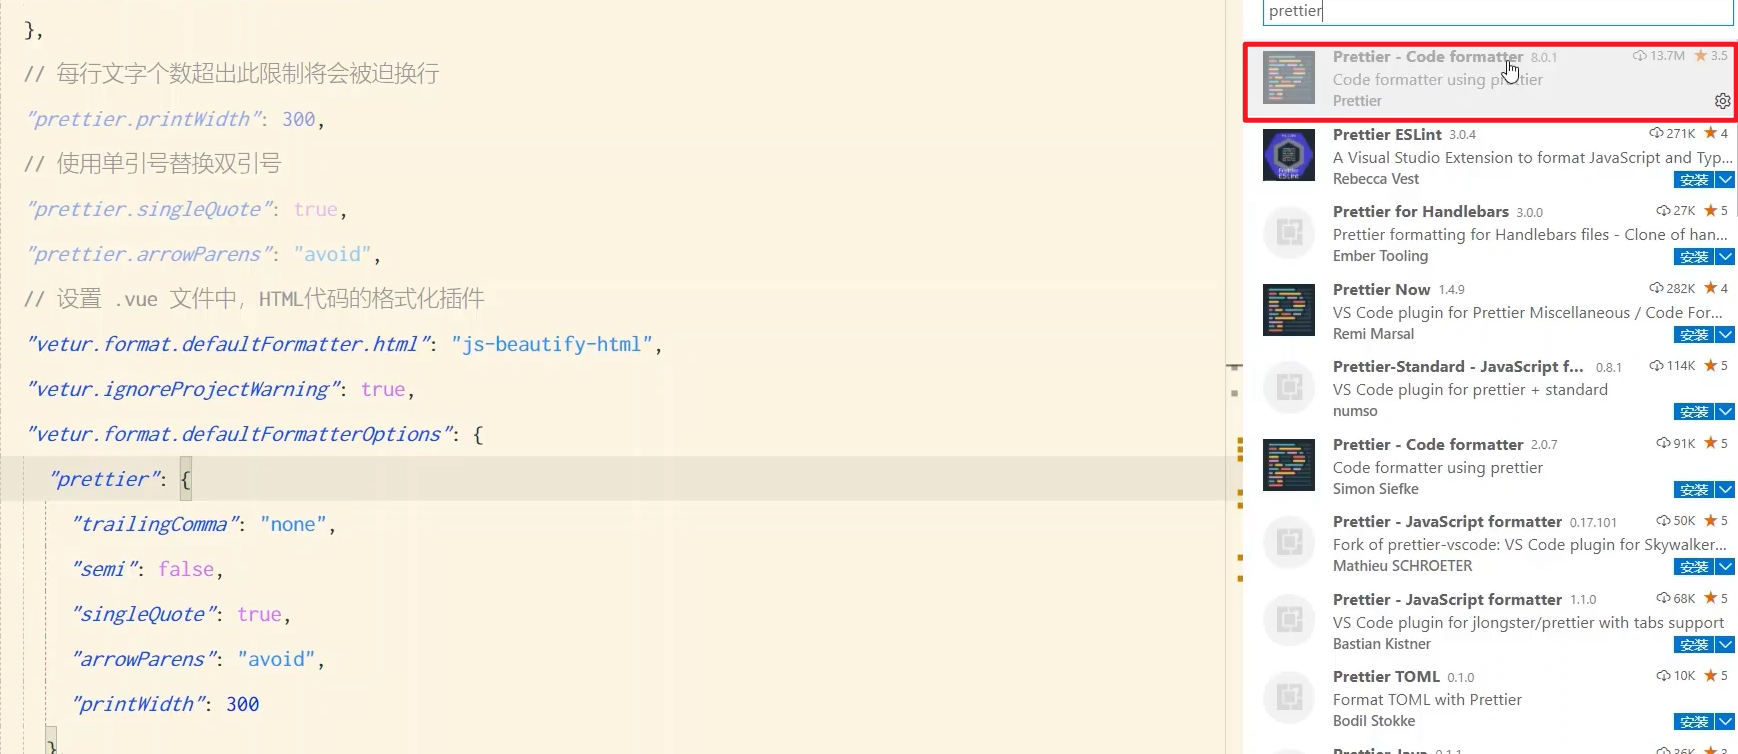 },
// 每行文字个数超出此限制将会被迫换行
"prettier.printWidth": 300,
// 使用单引号替换双引号
"prettier.singleQuote": true,
"prettier.arrowParens": "avoid",
// 设置 .vue 文件中，HTML代码的格式化插件
"vetur.format.defaultFormatter.html": "js-beautify-html",
"vetur.ignoreProjectWarning": true,
"vetur.format.defaultFormatterOptions": {
"prettier": {
"trailingComma": "none",
"semi": false,
"singleQuote": true,
"arrowParens": "avoid",
"printWidth": 300
}
prettier
Prettier - Code formatter 8.0.1 13.7M ★ 3.5
Code formatter using prettier
Prettier
Prettier ESLint 3.0.4 271K ★ 4
A Visual Studio Extension to format JavaScript and Typ...
Rebecca Vest 安装
Prettier for Handlebars 3.0.0 27K ★ 5
Prettier formatting for Handlebars files - Clone of han...
Ember Tooling 安装
Prettier Now 1.4.9 282K ★ 4
VS Code plugin for Prettier Miscellaneous / Code For...
Remi Marsal 安装
Prettier-Standard - JavaScript f... 0.8.1 114K ★ 5
VS Code plugin for prettier + standard
numso 安装
Prettier - Code formatter 2.0.7 91K ★ 5
Code formatter using prettier
Simon Siefke 安装
Prettier - JavaScript formatter 0.17.101 50K ★ 5
Fork of prettier-vscode: VS Code plugin for Skywalker...
Mathieu SCHROETER 安装
Prettier - JavaScript formatter 1.1.0 68K ★ 5
VS Code plugin for jlongster/prettier with tabs support
Bastian Kistner 安装
Prettier TOML 0.1.0 10K ★ 5
Format TOML with Prettier
Bodil Stokke 安装
Prettier Java 0.1.1 36K ★ 3